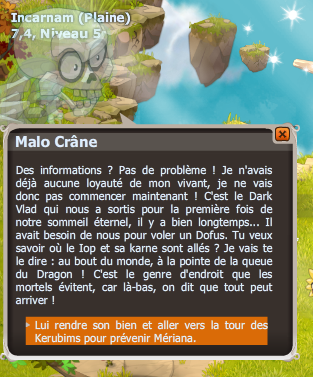 Incarnam (Plaine)
7,4, Niveau 5
Malo Crâne
Des informations ? Pas de problème ! Je n'avais
déjà aucune loyauté de mon vivant, je ne vais
donc pas commencer maintenant ! C'est le Dark
Vlad qui nous a sortis pour la première fois de
notre sommeil éternel, il y a bien longtemps... Il
avait besoin de nous pour voler un Dofus. Tu veux
savoir où le Iop et sa karne sont allés ? Je vais te
le dire : au bout du monde, à la pointe de la queue
du Dragon ! C'est le genre d'endroit que les
mortels évitent, car là-bas, on dit que tout peut
arriver !
Lui rendre son bien et aller vers la tour des
Kerubims pour prévenir Mériana.